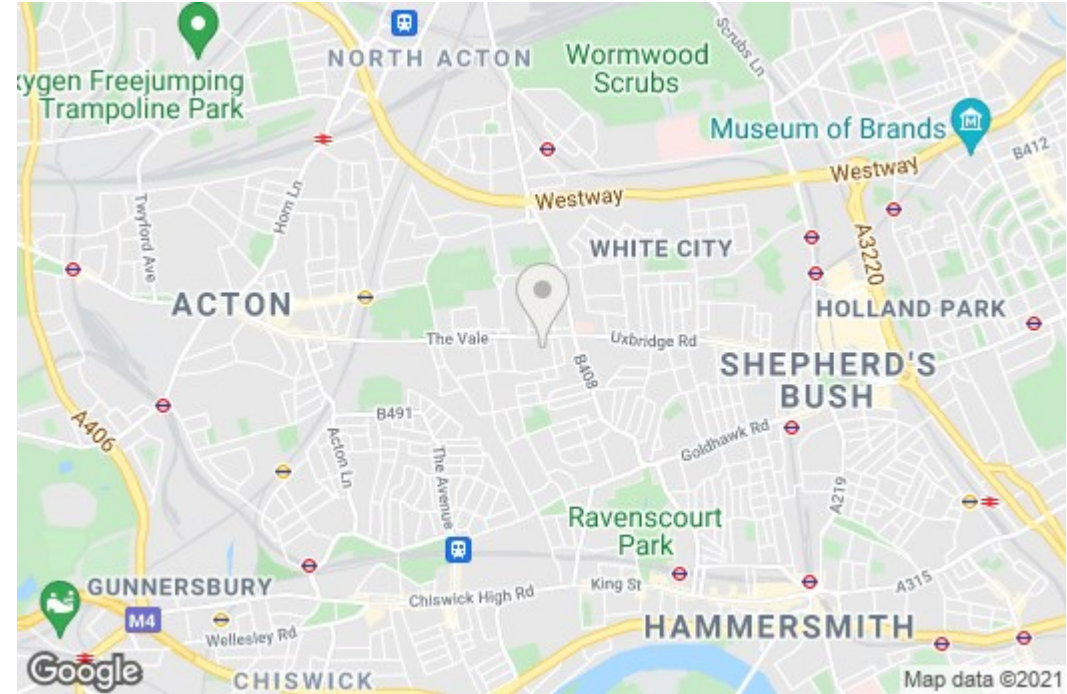 NORTH ACTON
Wormwood
Scrubs
Scrubs Ln
xygen Freejumping
Trampoline Park
Museum of Brands
M
B412
Westway
Westway
Twyford Ave
Horn Ln
A3220
WHITE CITY
ACTON
HOLLAND PARK
The Vale
Uxbridge Rd
B408
SHEPHERD'S
BUSH
A406
B491
Acton Ln
The Avenue
Goldhawk Rd
A219
Ravenscourt
Park
GUNNERSBURY
M4
Wellesley Rd
Chiswick High Rd
King St
A315
HAMMERSMITH
CHISWICK
Google
Map data ©2021